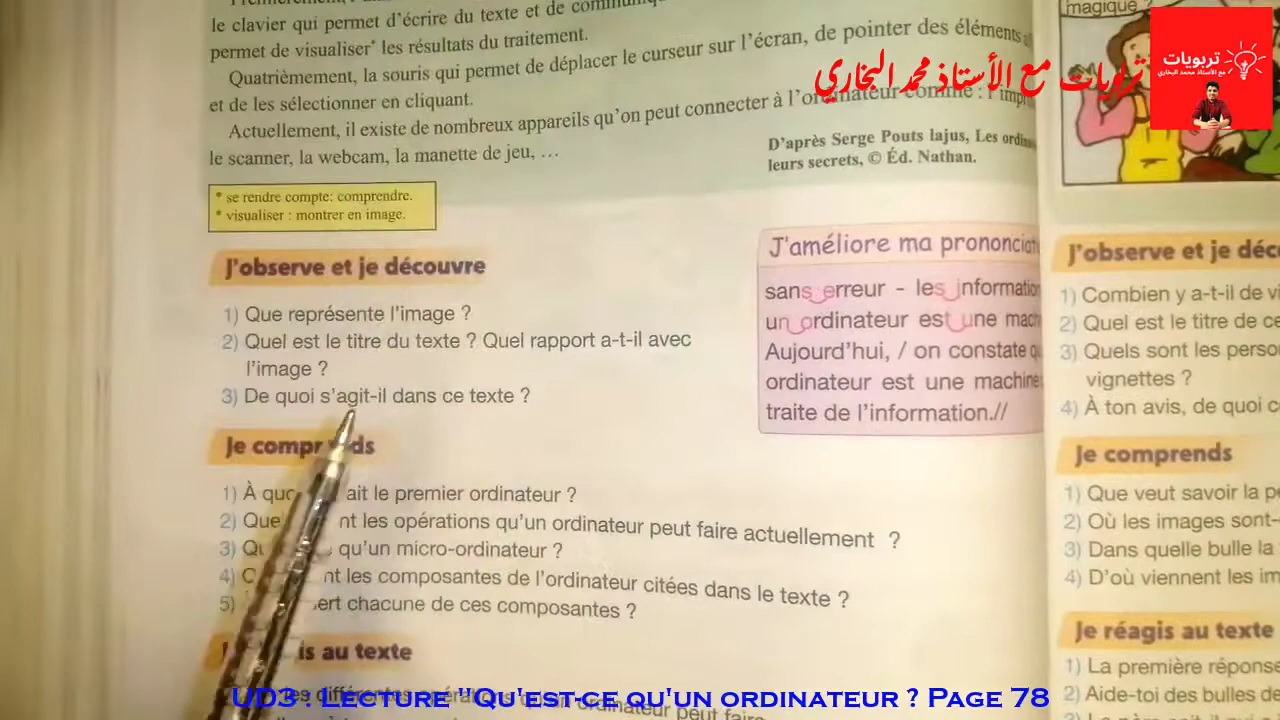 le clavier qui permet d'écrire du texte et de
permet de visualiser* les résultats du traitement.
Quatrièmement, la souris qui permet de déplacer le curseur sur l'écran, de pointer des éléments
et de les sélectionner en cliquant.
Actuellement, il existe de nombreux appareils qu'on peut connecter à l'ordinateur comme :
le scanner, la webcam, la manette de jeu, …
D'après Serge Pouts lajus, Les
leurs secrets, © Éd. Nathan.
* se rendre compte: comprendre.
* visualiser : montrer en image.
J'observe et je découvre
1) Que représente l'image ?
2) Quel est le titre du texte ? Quel rapport a-t-il avec
l'image ?
3) De quoi s'agit-il dans ce texte ?
Je comprends
1) À ait le premier ordinateur ?
2) nt les opérations qu'un ordinateur peut faire actuellement ?
3) qu'un micro-ordinateur ?
4) nt les composantes de l'ordinateur citées dans le texte ?
5) ert chacune de ces composantes ?
is au texte
J'améliore ma
sans erreur - les
un ordinateur est une
Aujourd'hui, / on constate
ordinateur est une machine
traite de l'information.//
magique ?
J'observe et je
1) Combien y a-t-il de
2) Quel est le titre de
3) Quels sont les
vignettes ?
4) À ton avis, de quoi
Je comprends
1) Que veut savoir la
2) Où les images sont-
3) Dans quelle bulle la
4) D'où viennent les
Je réagis au texte
1) La première réponse
2) Aide-toi des bulles
تربويات مع الأستاذ محمد البخاري
تربويات
مع الأستاذ محمد البخاري
UD3 : Lecture "Qu'est-ce qu'un ordinateur ? Page 78